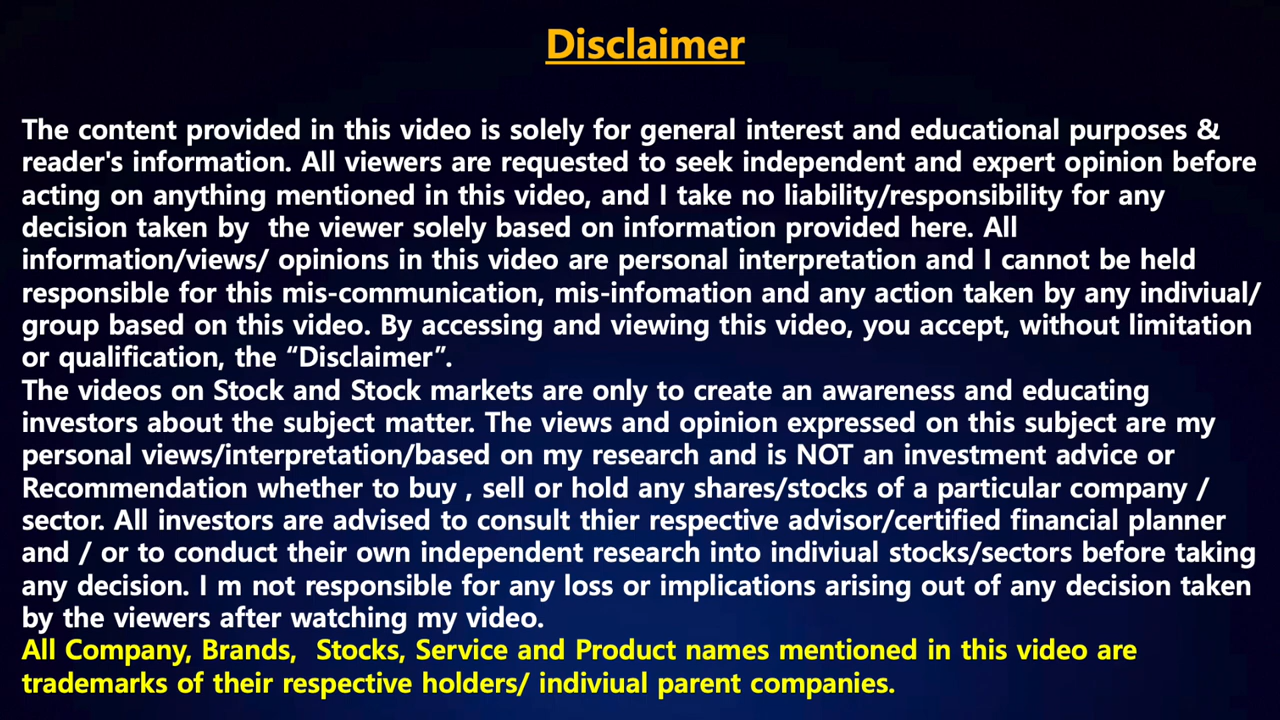 Disclaimer
The content provided in this video is solely for general interest and educational purposes &
reader's information. All viewers are requested to seek independent and expert opinion before
acting on anything mentioned in this video, and I take no liability/responsibility for any
decision taken by  the viewer solely based on information provided here. All
information/views/ opinions in this video are personal interpretation and I cannot be held
responsible for this mis-communication, mis-infomation and any action taken by any indiviual/
group based on this video. By accessing and viewing this video, you accept, without limitation
or qualification, the “Disclaimer”.
The videos on Stock and Stock markets are only to create an awareness and educating
investors about the subject matter. The views and opinion expressed on this subject are my
personal views/interpretation/based on my research and is NOT an investment advice or
Recommendation whether to buy , sell or hold any shares/stocks of a particular company /
sector. All investors are advised to consult thier respective advisor/certified financial planner
and / or to conduct their own independent research into indiviual stocks/sectors before taking
any decision. I m not responsible for any loss or implications arising out of any decision taken
by the viewers after watching my video.
All Company, Brands,  Stocks, Service and Product names mentioned in this video are
trademarks of their respective holders/ indiviual parent companies.